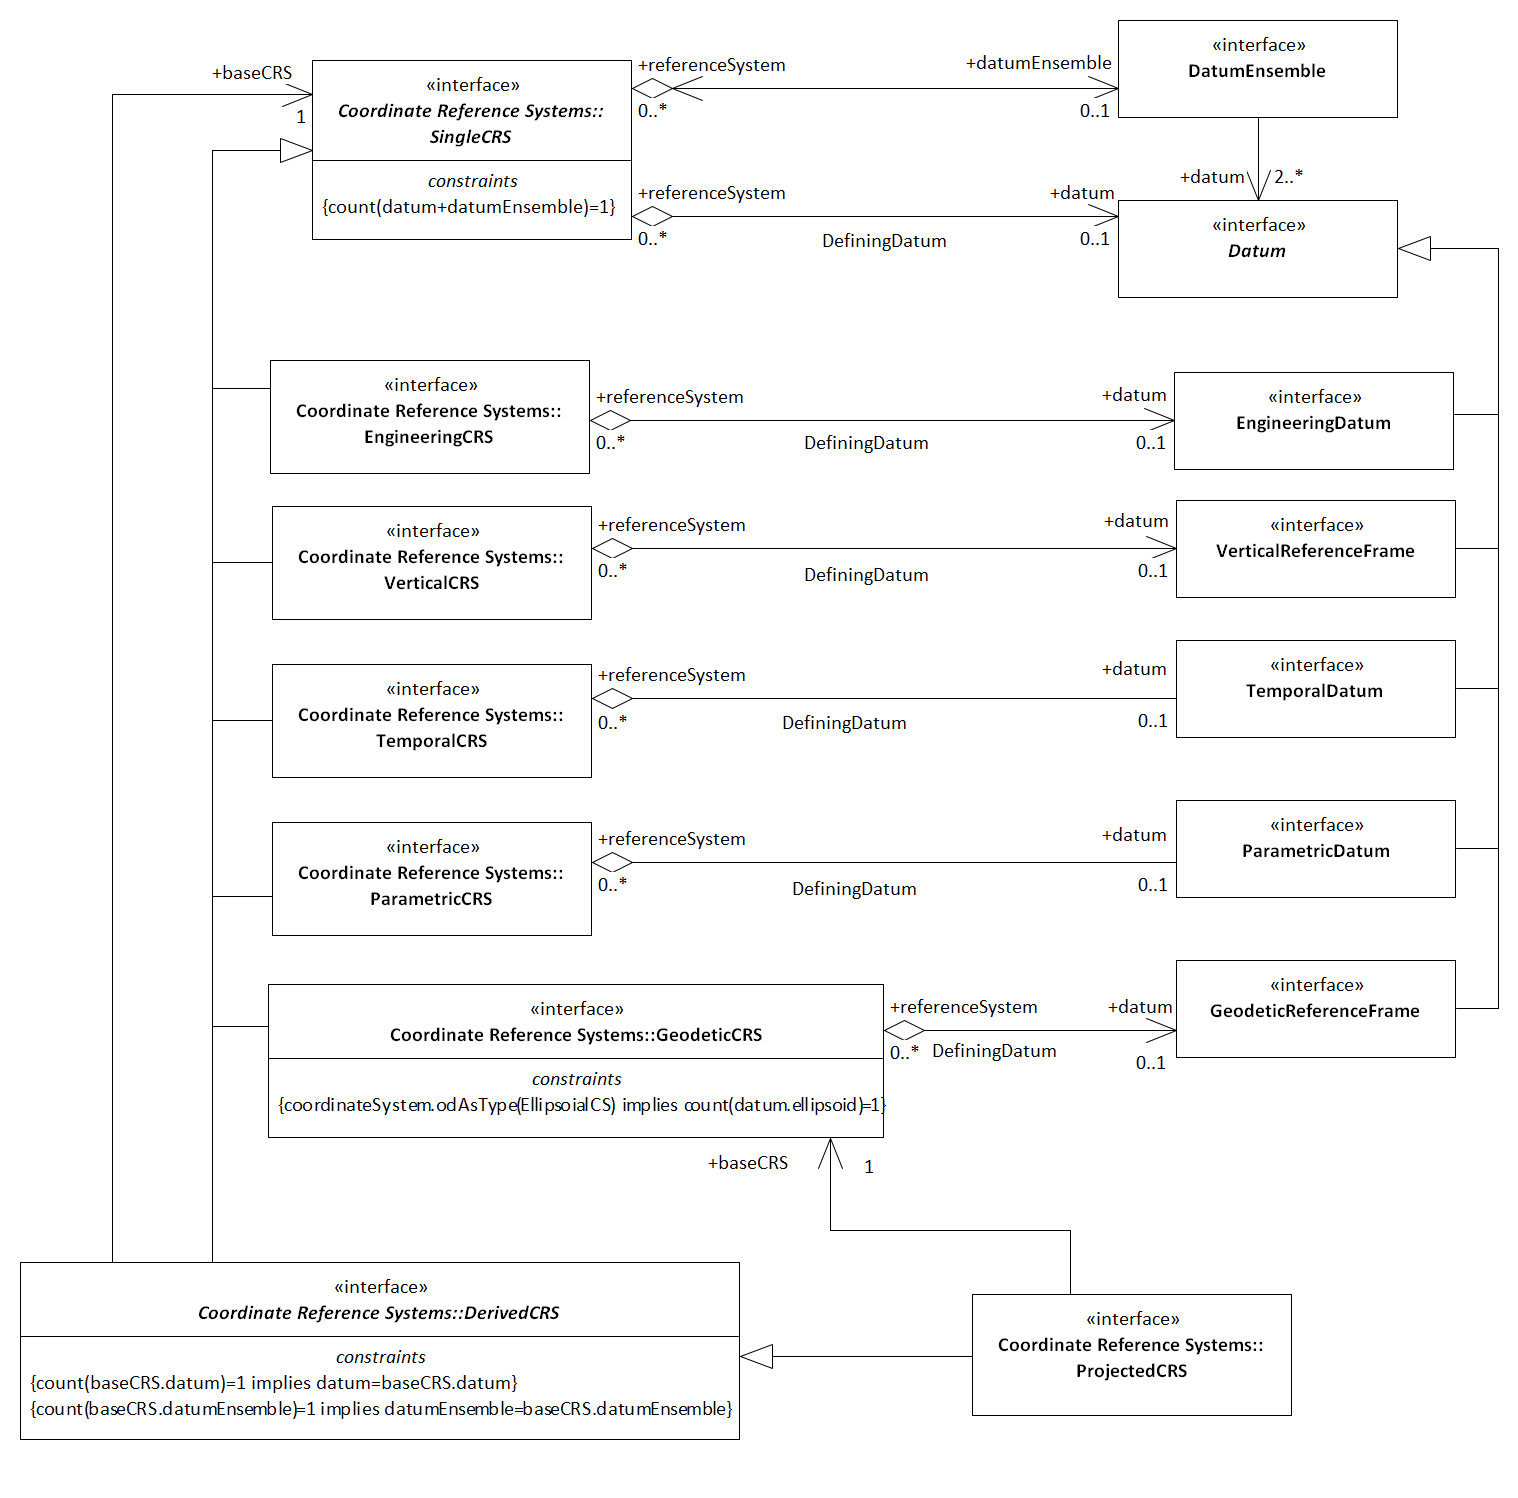 «interface»
DatumEnsemble
+baseCRS
1
«interface»
Coordinate Reference Systems::
SingleCRS
constraints
{count(datum+datumEnsemble)=1}
+referenceSystem
0..*
+datumEnsemble
0..1
+datum
2..*
+referenceSystem
0..*
DefiningDatum
+datum
0..1
«interface»
Datum
«interface»
Coordinate Reference Systems::
EngineeringCRS
+referenceSystem
0..*
DefiningDatum
+datum
0..1
«interface»
EngineeringDatum
«interface»
Coordinate Reference Systems::
VerticalCRS
+referenceSystem
0..*
DefiningDatum
+datum
0..1
«interface»
VerticalReferenceFrame
«interface»
Coordinate Reference Systems::
TemporalCRS
+referenceSystem
0..*
DefiningDatum
+datum
0..1
«interface»
TemporalDatum
«interface»
Coordinate Reference Systems::
ParametricCRS
+referenceSystem
0..*
DefiningDatum
+datum
0..1
«interface»
ParametricDatum
«interface»
Coordinate Reference Systems::GeodeticCRS
constraints
{coordinateSystem.odAsType(EllipsoialCS) implies count(datum.ellipsoid)=1}
+referenceSystem
0..*
DefiningDatum
+datum
0..1
«interface»
GeodeticReferenceFrame
+baseCRS
1
«interface»
Coordinate Reference Systems::DerivedCRS
constraints
{count(baseCRS.datum)=1 implies datum=baseCRS.datum}
{count(baseCRS.datumEnsemble)=1 implies datumEnsemble=baseCRS.datumEnsemble}
«interface»
Coordinate Reference Systems::
ProjectedCRS